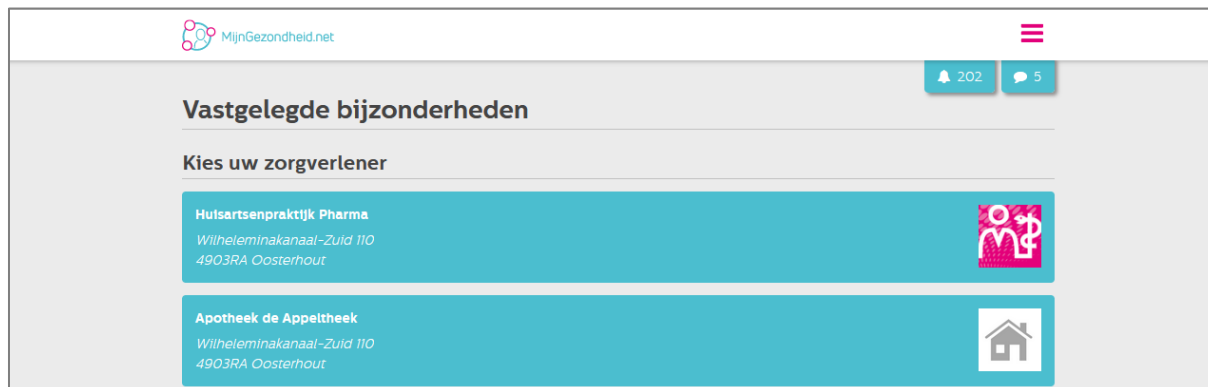 MijnGezondheid.net
202
5
Vastgelegde bijzonderheden
Kies uw zorgverlener
Huisartsenpraktijk Pharma
Wilheleminakanaal-Zuid 110
4903RA Oosterhout
Apotheek de Appeltheek
Wilheleminakanaal-Zuid 110
4903RA Oosterhout